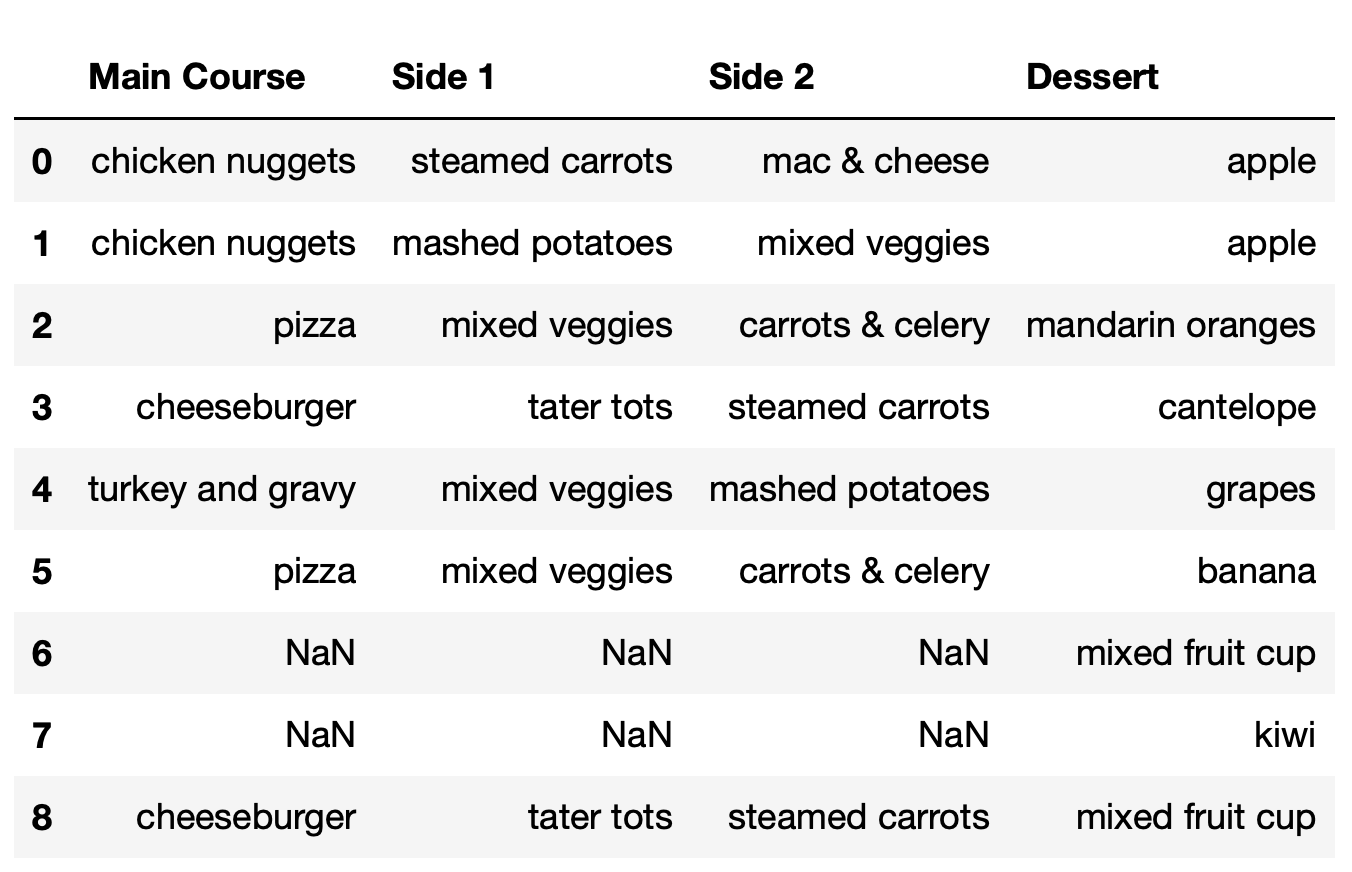 Main Course Side 1 Side 2 Dessert
0 chicken nuggets steamed carrots mac & cheese apple
1 chicken nuggets mashed potatoes mixed veggies apple
2 pizza mixed veggies carrots & celery mandarin oranges
3 cheeseburger tater tots steamed carrots cantelope
4 turkey and gravy mixed veggies mashed potatoes grapes
5 pizza mixed veggies carrots & celery banana
6 NaN NaN NaN mixed fruit cup
7 NaN NaN NaN kiwi
8 cheeseburger tater tots steamed carrots mixed fruit cup